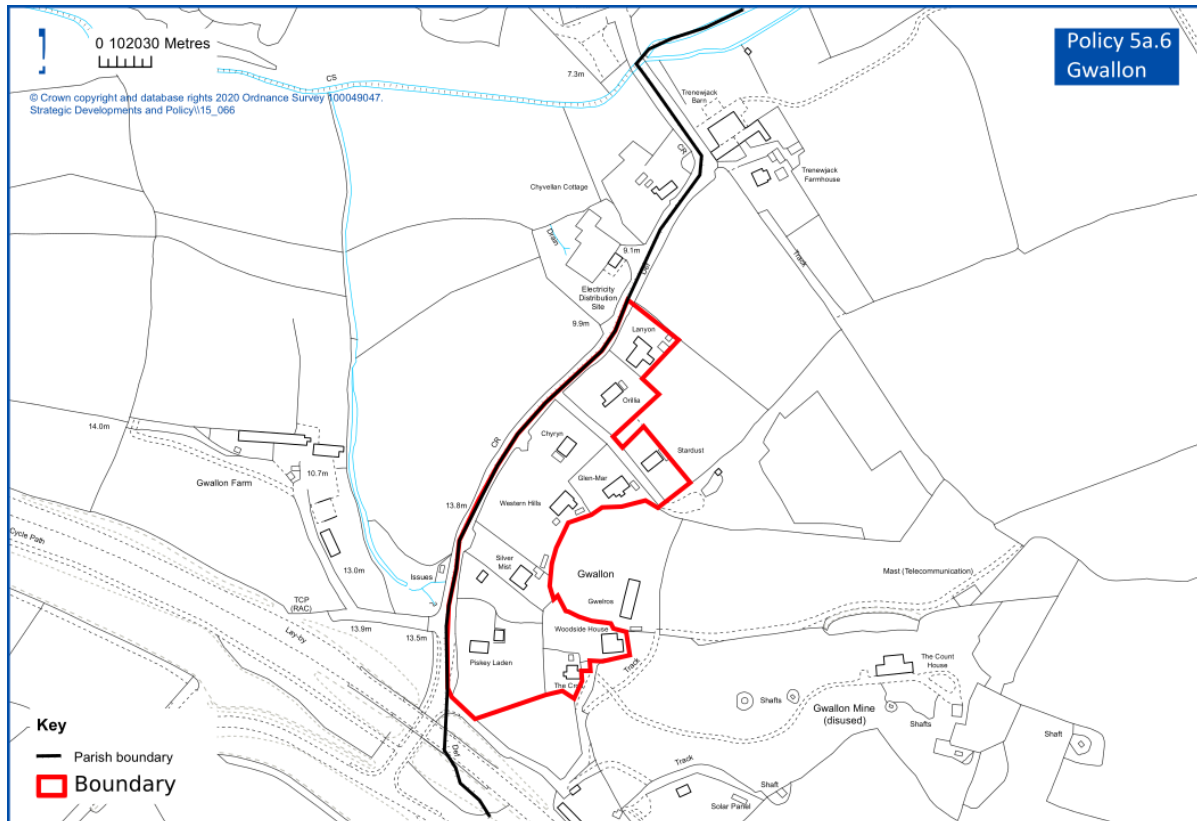 0 102030 Metres
Policy 5a.6
Gwallon
© Crown copyright and database rights 2020 Ordnance Survey 100049047.
Strategic Developments and Policy\\15_066
CS
7.3m
Trenewjack
Barn
CR
Trenewjack
Farmhouse
Chyvellan Cottage
Drain
9.1m
Def
Track
Electricity
Distribution
Site
9.9m
Lanyon
Orillia
14.0m
CR
Chyryn
Stardust
Gwallon Farm
10.7m
Glen-Mar
Western Hills
13.8m
Cycle Path
Silver
Mist
Issues
Gwallon
Mast (Telecommunication)
13.0m
Gwelros
TCP
(RAC)
Lay-by
13.9m
13.5m
Woodside House
Piskey Laden
Track
The Count
House
The
Shafts
Gwallon Mine
(disused)
Shafts
Shaft
Key
Parish boundary
Def
Boundary
Track
Shaft
Solar Panel